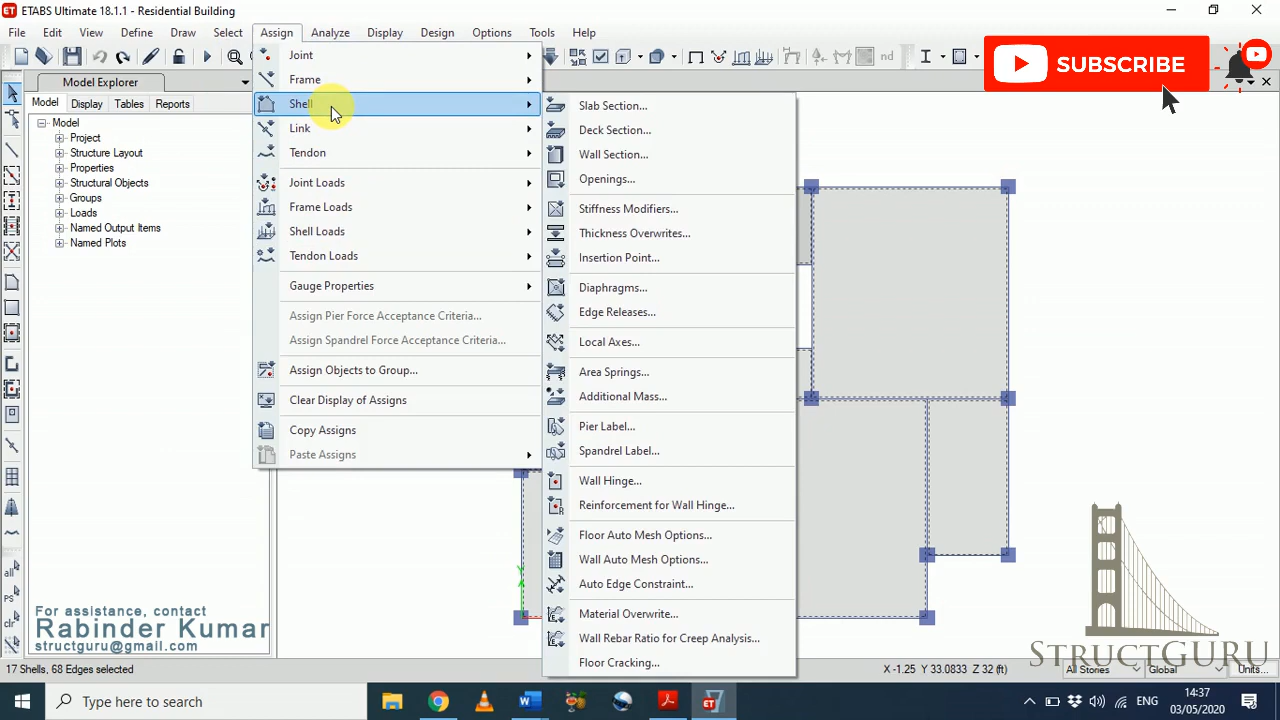 ETABS Ultimate 18.1.1 - Residential Building
File Edit View Define Draw Select Assign Analyze Display Design Options Tools Help
nd
SUBSCRIBE
Model Explorer
Model Display Tables Reports
Model
Project
Structure Layout
Properties
Structural Objects
Groups
Loads
Named Output Items
Named Plots
Joint
Frame
Shell
Link
Tendon
Joint Loads
Frame Loads
Shell Loads
Tendon Loads
Gauge Properties
Assign Pier Force Acceptance Criteria...
Assign Spandrel Force Acceptance Criteria...
Assign Objects to Group...
Clear Display of Assigns
Copy Assigns
Paste Assigns
Slab Section...
Deck Section...
Wall Section...
Openings...
Stiffness Modifiers...
Thickness Overwrites...
Insertion Point...
Diaphragms...
Edge Releases...
Local Axes...
Area Springs...
Additional Mass...
Pier Label...
Spandrel Label...
Wall Hinge...
Reinforcement for Wall Hinge...
Floor Auto Mesh Options...
Wall Auto Mesh Options...
Auto Edge Constraint...
Material Overwrite...
Wall Rebar Ratio for Creep Analysis...
Floor Cracking...
all
PS
clr
For assistance, contact
Rabinder Kumar
structguru@gmail.com
STRUCTGURU
17 Shells, 68 Edges selected
X -1.25 Y 33.0833 Z 32 (ft)
All Stories Global Units...
Type here to search
ENG
14:37
03/05/2020